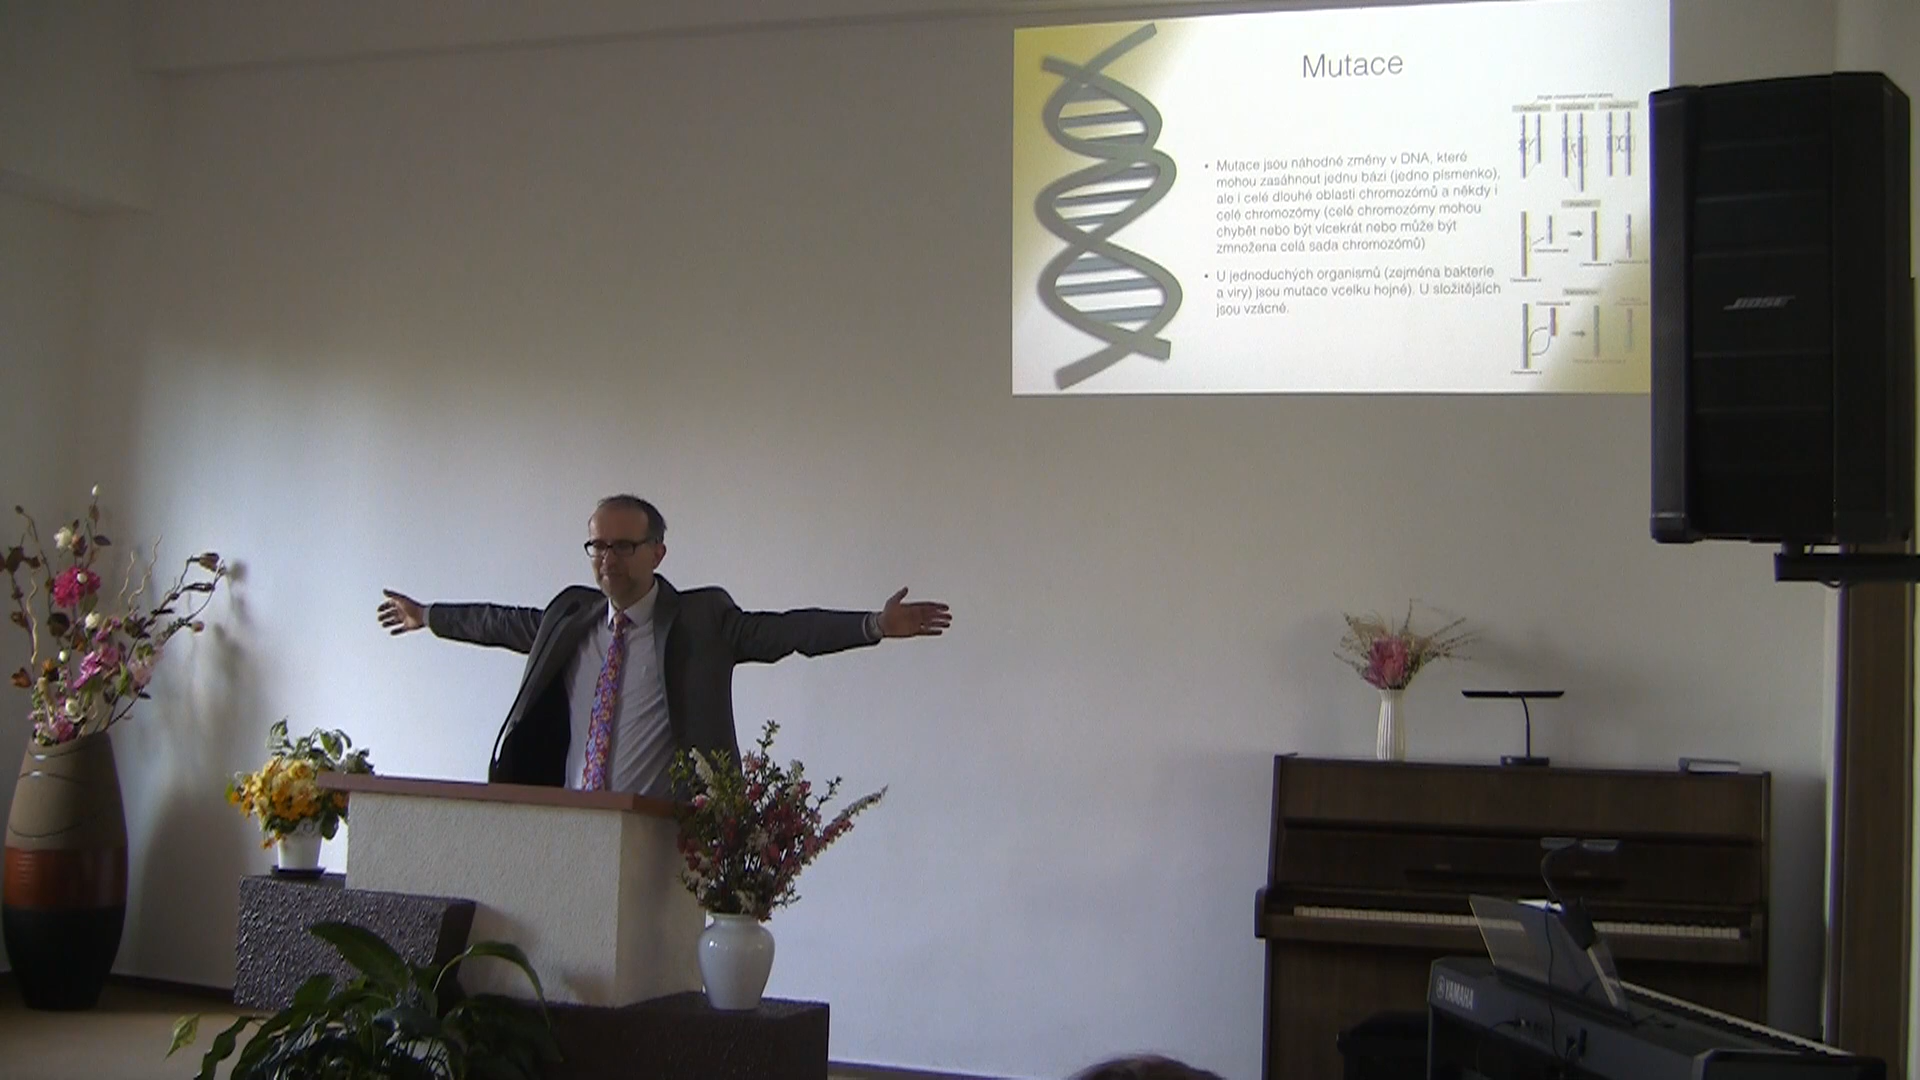 Mutace
• Mutace jsou náhodné změny v DNA, které
mohou zasáhnout jednu bázi (jedno písmenko),
ale i celé dlouhé oblasti chromozómů a někdy i
celé chromozómy (celé chromozómy mohou
chybět nebo být vícekrát nebo může být
zmnožena celá sada chromozómů)
• U jednoduchých organismů (zejména bakterie
a viry) jsou mutace vcelku hojné). U složitějších
jsou vzácné.
BOSE
YAMAHA